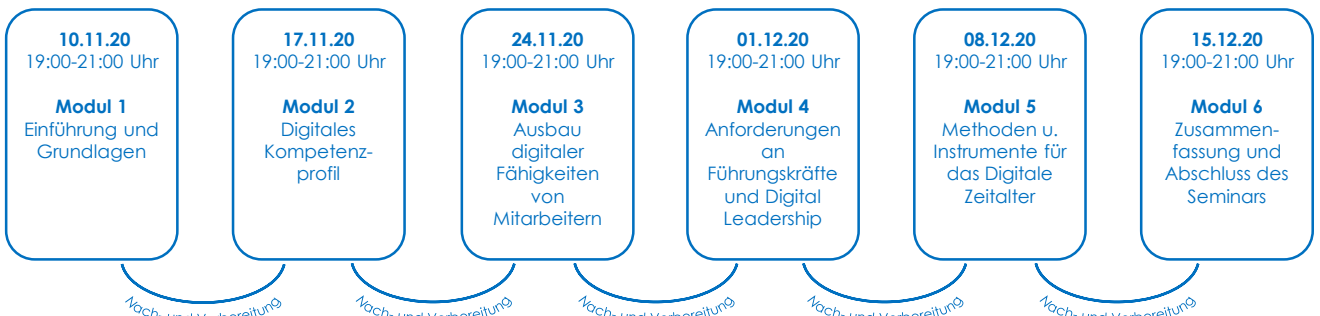 10.11.20
19:00-21:00 Uhr
Modul 1
Einführung und
Grundlagen
17.11.20
19:00-21:00 Uhr
Modul 2
Digitales
Kompetenz-
profil
24.11.20
19:00-21:00 Uhr
Modul 3
Ausbau
digitaler
Fähigkeiten
von
Mitarbeitern
01.12.20
19:00-21:00 Uhr
Modul 4
Anforderungen
an
Führungskräfte
und Digital
Leadership
08.12.20
19:00-21:00 Uhr
Modul 5
Methoden u.
Instrumente für
das Digitale
Zeitalter
15.12.20
19:00-21:00 Uhr
Modul 6
Zusammen-
fassung und
Abschluss des
Seminars
Nach- und Vorbereitung
Nach- und Vorbereitung
Nach- und Vorbereitung
Nach- und Vorbereitung
Nach- und Vorbereitung